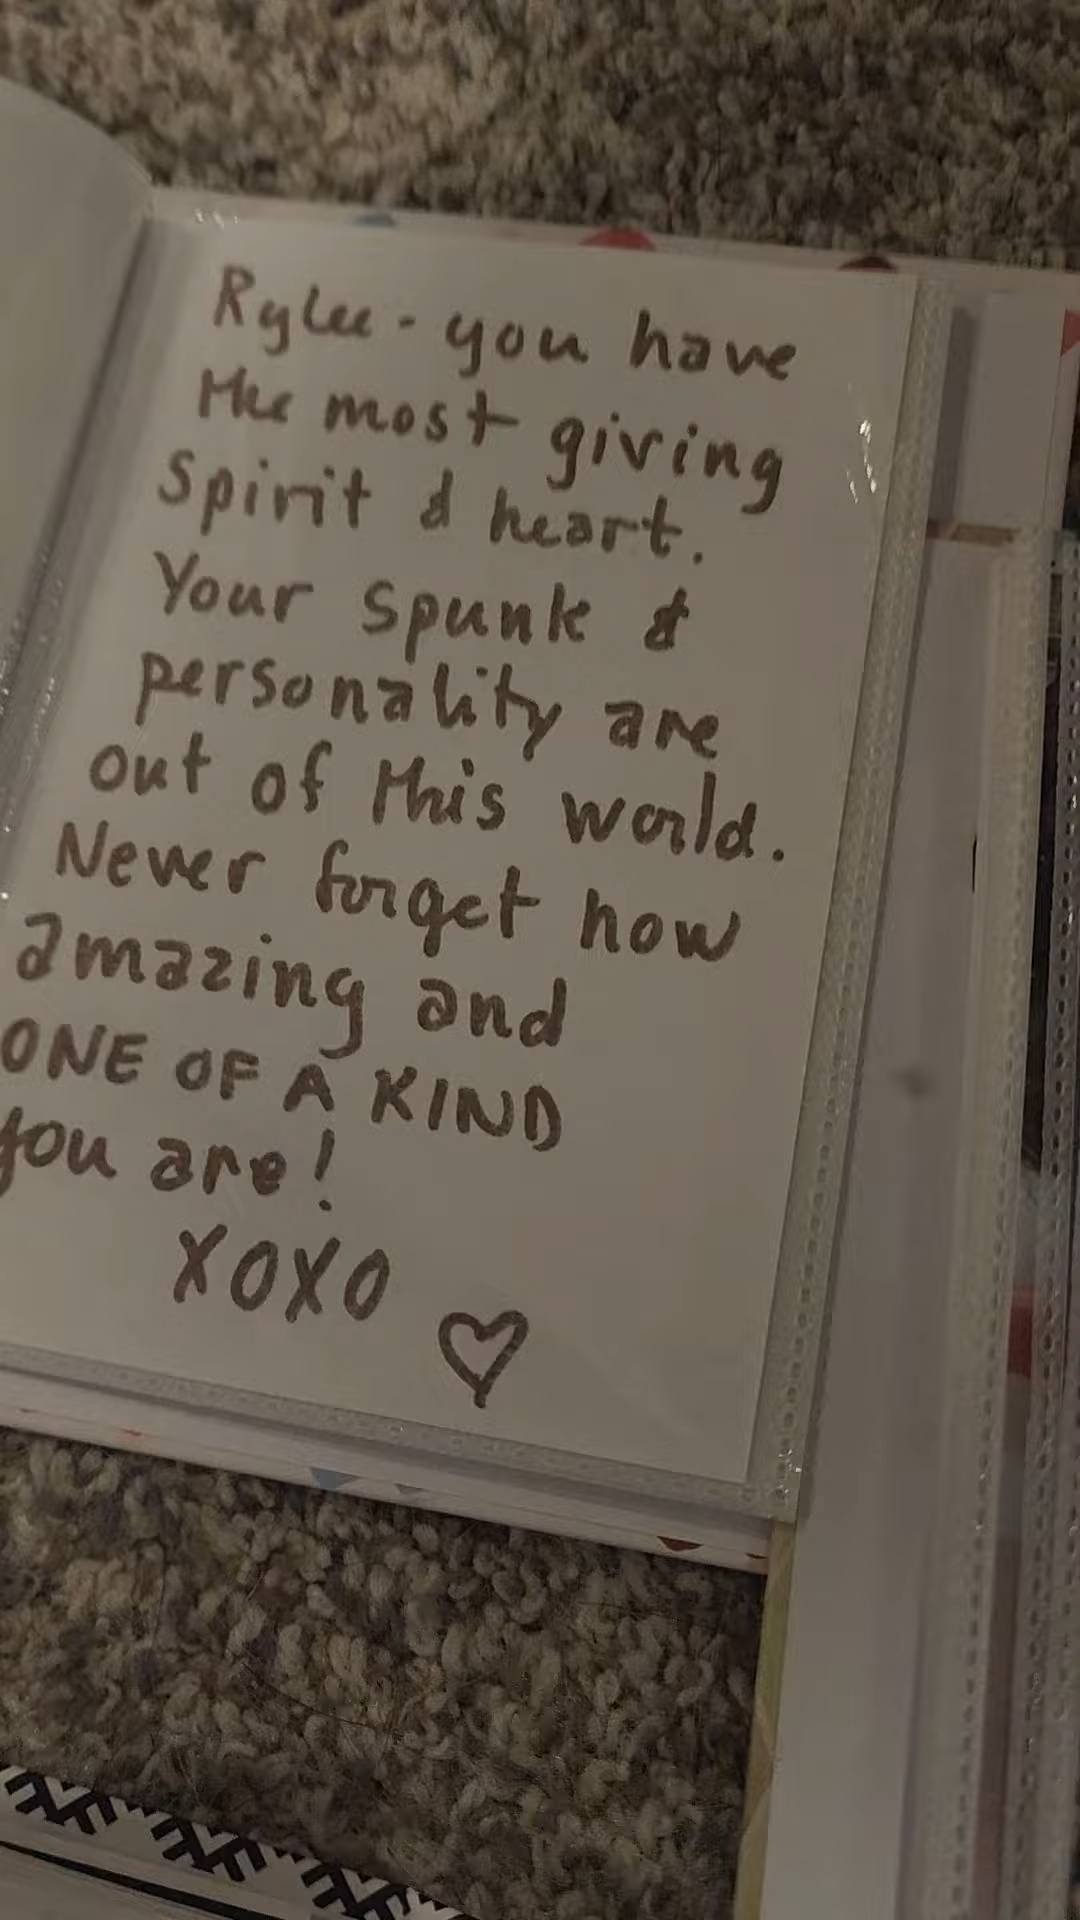 Rylee - you have
the most giving
Spirit & heart.
Your spunk &
personality are
out of this world.
Never forget how
amazing and
ONE OF A KIND
you are!
XOXO